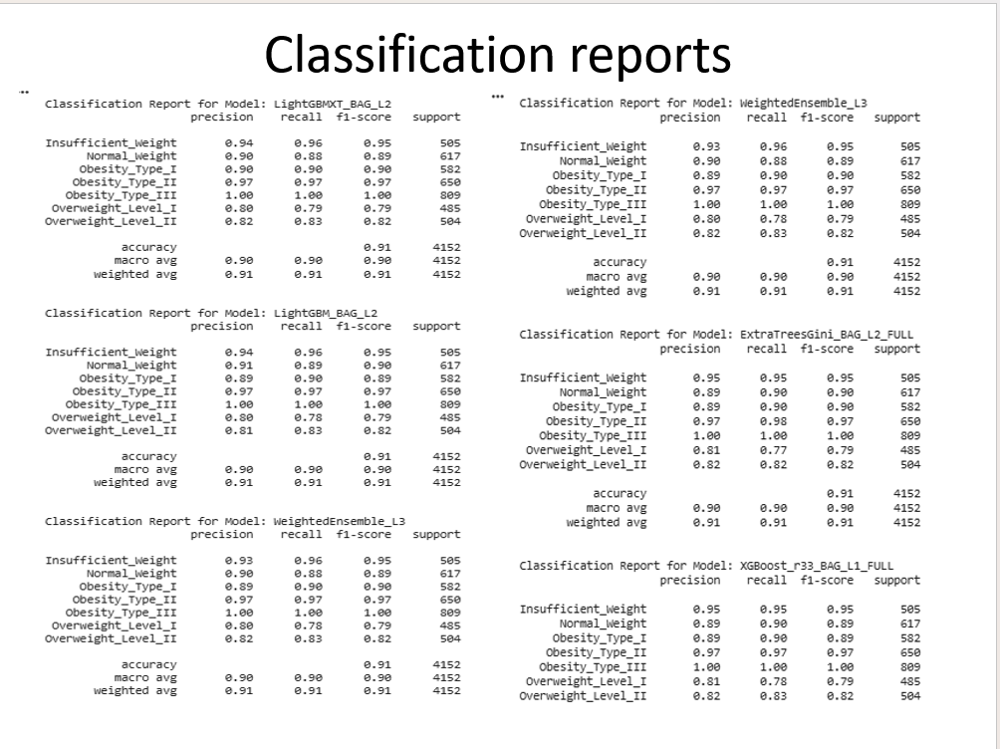 Classification reports
...
Classification Report for Model: LightGBMXT_BAG_L2
precision recall f1-score support
Insufficient_Weight 0.94 0.96 0.95 505
Normal_Weight 0.90 0.88 0.89 617
Obesity_Type_I 0.90 0.90 0.90 582
Obesity_Type_II 0.97 0.97 0.97 650
Obesity_Type_III 1.00 1.00 1.00 809
Overweight_Level_I 0.80 0.79 0.79 485
Overweight_Level_II 0.82 0.83 0.82 504
accuracy 0.91 4152
macro avg 0.90 0.90 0.90 4152
weighted avg 0.91 0.91 0.91 4152
Classification Report for Model: LightGBM_BAG_L2
precision recall f1-score support
Insufficient_Weight 0.94 0.96 0.95 505
Normal_Weight 0.91 0.89 0.90 617
Obesity_Type_I 0.89 0.90 0.89 582
Obesity_Type_II 0.97 0.97 0.97 650
Obesity_Type_III 1.00 1.00 1.00 809
Overweight_Level_I 0.80 0.78 0.79 485
Overweight_Level_II 0.81 0.83 0.82 504
accuracy 0.91 4152
macro avg 0.90 0.90 0.90 4152
weighted avg 0.91 0.91 0.91 4152
Classification Report for Model: WeightedEnsemble_L3
precision recall f1-score support
Insufficient_Weight 0.93 0.96 0.95 505
Normal_Weight 0.90 0.88 0.89 617
Obesity_Type_I 0.89 0.90 0.90 582
Obesity_Type_II 0.97 0.97 0.97 650
Obesity_Type_III 1.00 1.00 1.00 809
Overweight_Level_I 0.80 0.78 0.79 485
Overweight_Level_II 0.82 0.83 0.82 504
accuracy 0.91 4152
macro avg 0.90 0.90 0.90 4152
weighted avg 0.91 0.91 0.91 4152
...
Classification Report for Model: WeightedEnsemble_L3
precision recall f1-score support
Insufficient_Weight 0.93 0.96 0.95 505
Normal_Weight 0.90 0.88 0.89 617
Obesity_Type_I 0.89 0.90 0.90 582
Obesity_Type_II 0.97 0.97 0.97 650
Obesity_Type_III 1.00 1.00 1.00 809
Overweight_Level_I 0.80 0.78 0.79 485
Overweight_Level_II 0.82 0.83 0.82 504
accuracy 0.91 4152
macro avg 0.90 0.90 0.90 4152
weighted avg 0.91 0.91 0.91 4152
Classification Report for Model: ExtraTreesGini_BAG_L2_FULL
precision recall f1-score support
Insufficient_Weight 0.95 0.95 0.95 505
Normal_Weight 0.89 0.90 0.90 617
Obesity_Type_I 0.89 0.90 0.90 582
Obesity_Type_II 0.97 0.98 0.97 650
Obesity_Type_III 1.00 1.00 1.00 809
Overweight_Level_I 0.81 0.77 0.79 485
Overweight_Level_II 0.82 0.82 0.82 504
accuracy 0.91 4152
macro avg 0.90 0.90 0.90 4152
weighted avg 0.91 0.91 0.91 4152
Classification Report for Model: XGBoost_r33_BAG_L1_FULL
precision recall f1-score support
Insufficient_Weight 0.95 0.95 0.95 505
Normal_Weight 0.89 0.90 0.89 617
Obesity_Type_I 0.89 0.90 0.89 582
Obesity_Type_II 0.97 0.97 0.97 650
Obesity_Type_III 1.00 1.00 1.00 809
Overweight_Level_I 0.81 0.78 0.79 485
Overweight_Level_II 0.82 0.83 0.82 504